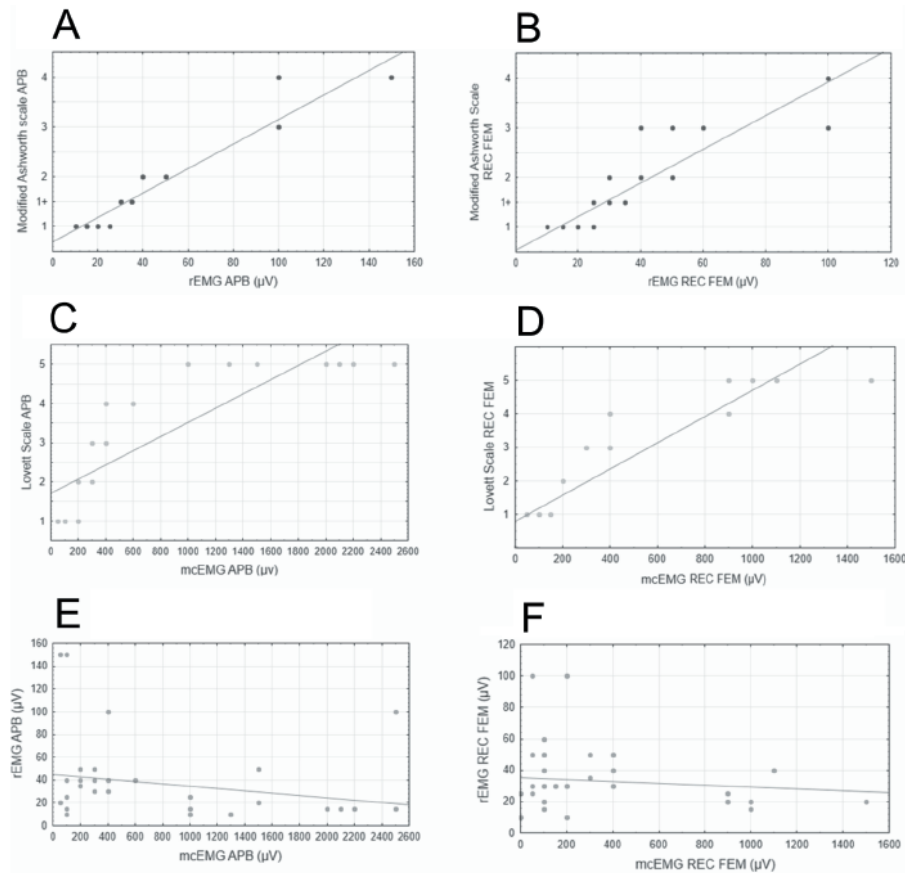 A
Modified Ashworth scale APB
4
3
2
1+
1
0 20 40 60 80 100 120 140 160
rEMG APB (µV)
B
Modified Ashworth Scale
REC FEM
4
3
2
1+
1
0 20 40 60 80 100 120
rEMG REC FEM (µV)
C
Lovett Scale APB
5
4
3
2
1
0 200 400 600 800 1000 1200 1400 1600 1800 2000 2200 2400 2600
mcEMG APB (µv)
D
Lovett Scale REC FEM
5
4
3
2
1
0 200 400 600 800 1000 1200 1400 1600
mcEMG REC FEM (µV)
E
rEMG APB (µV)
160
140
120
100
80
60
40
20
0
0 200 400 600 800 1000 1200 1400 1600 1800 2000 2200 2400 2600
mcEMG APB (µV)
F
rEMG REC FEM (µV)
120
100
80
60
40
20
0
0 200 400 600 800 1000 1200 1400 1600
mcEMG REC FEM (µV)